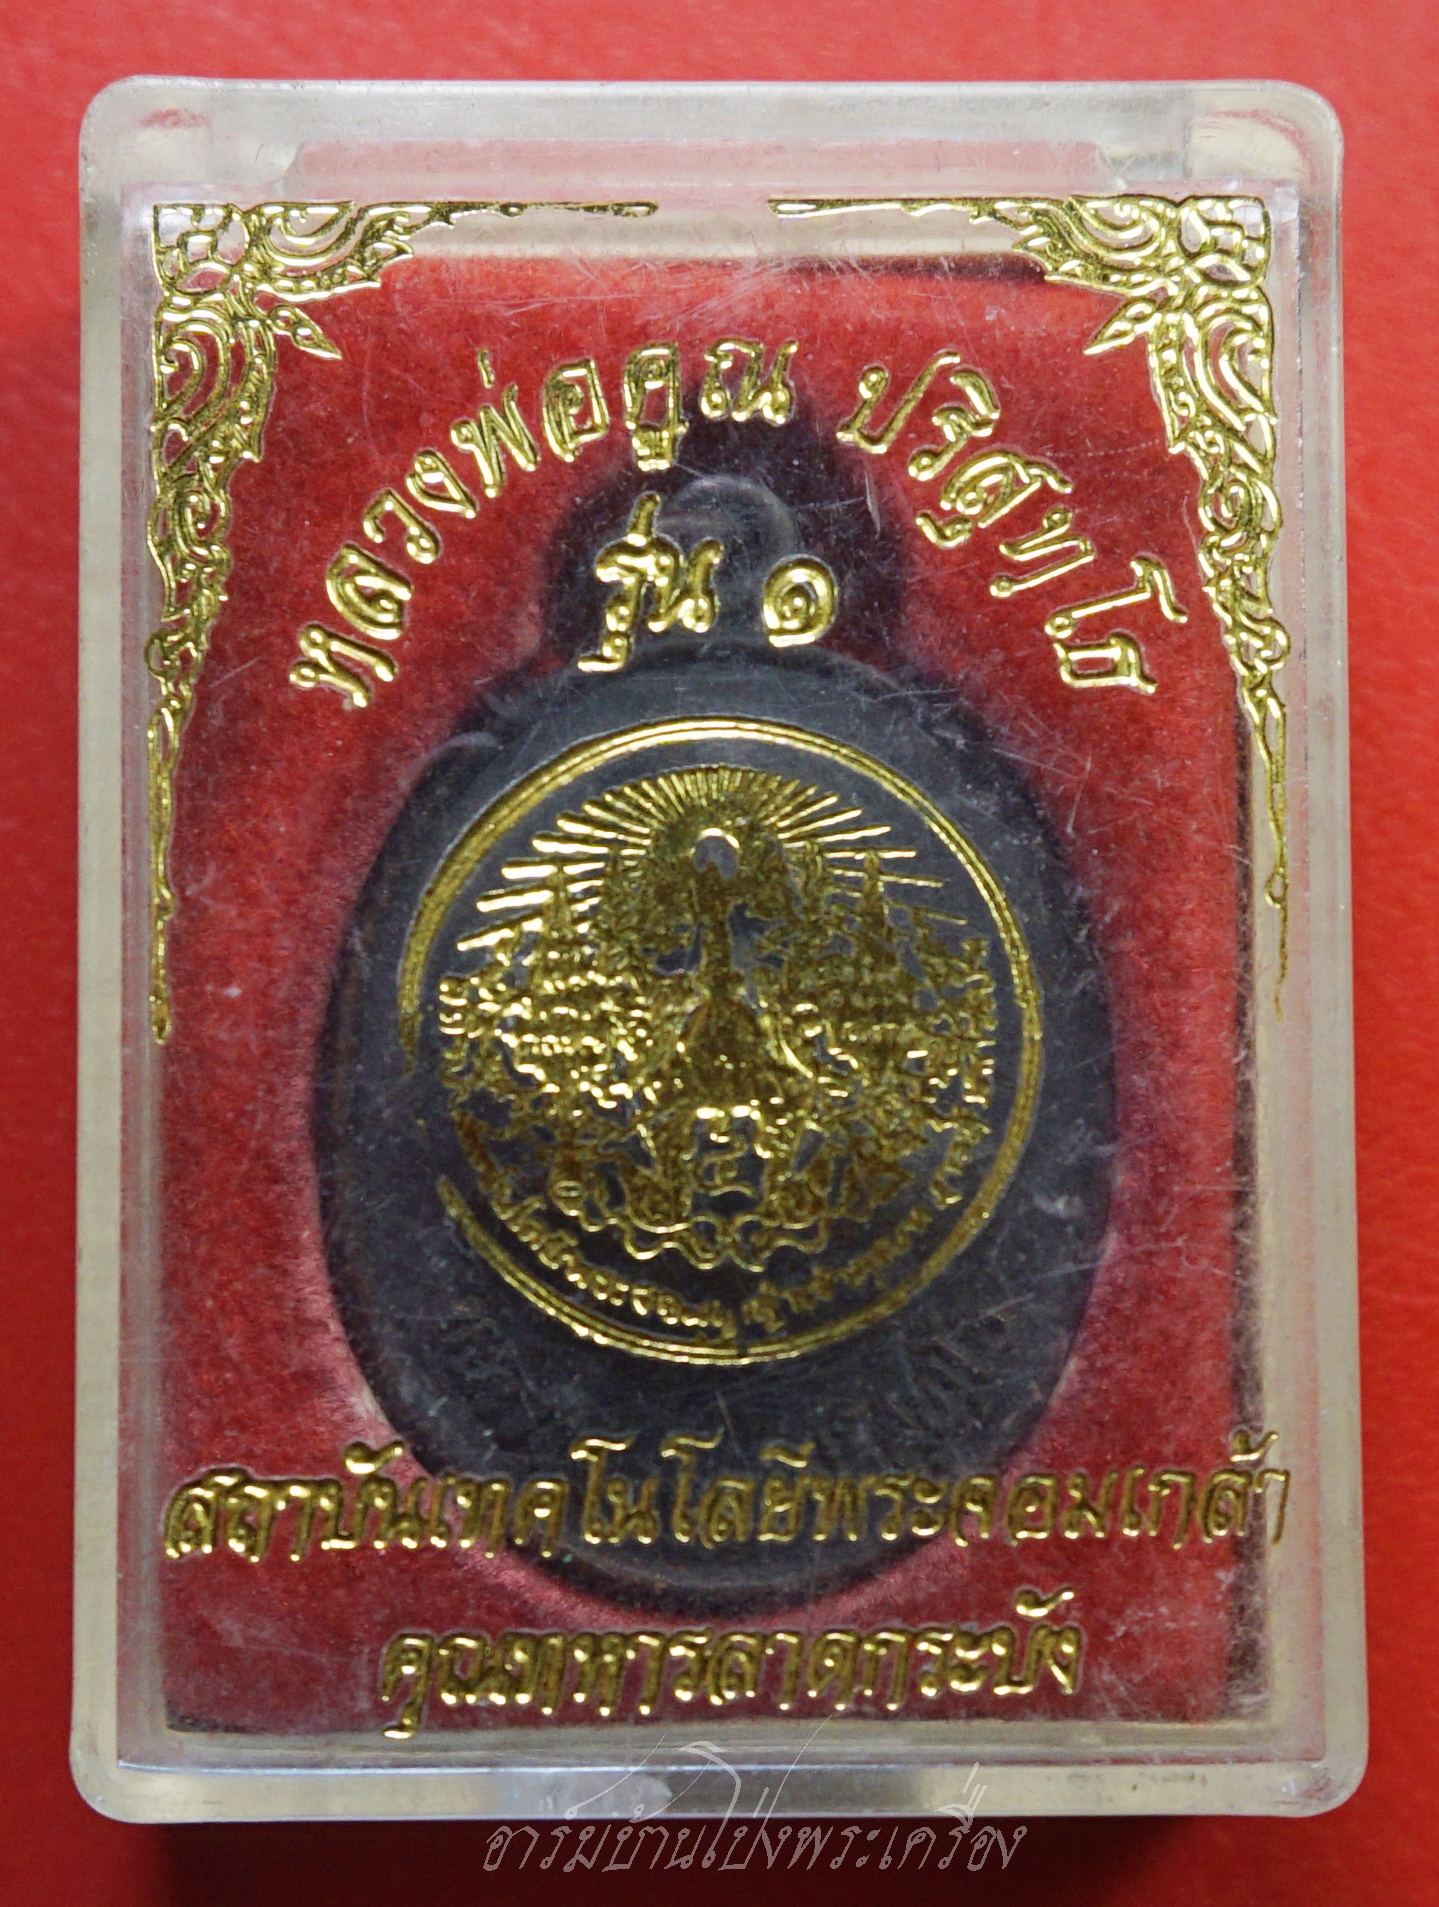 หลวงพ่อคูณ ปริสุทฺโธ
รุ่น ๑
สถาบันเทคโนโลยีพระจอมเกล้า
คุณทหารลาดกระบัง
อารมบ้านโป่งพระเครื่อง